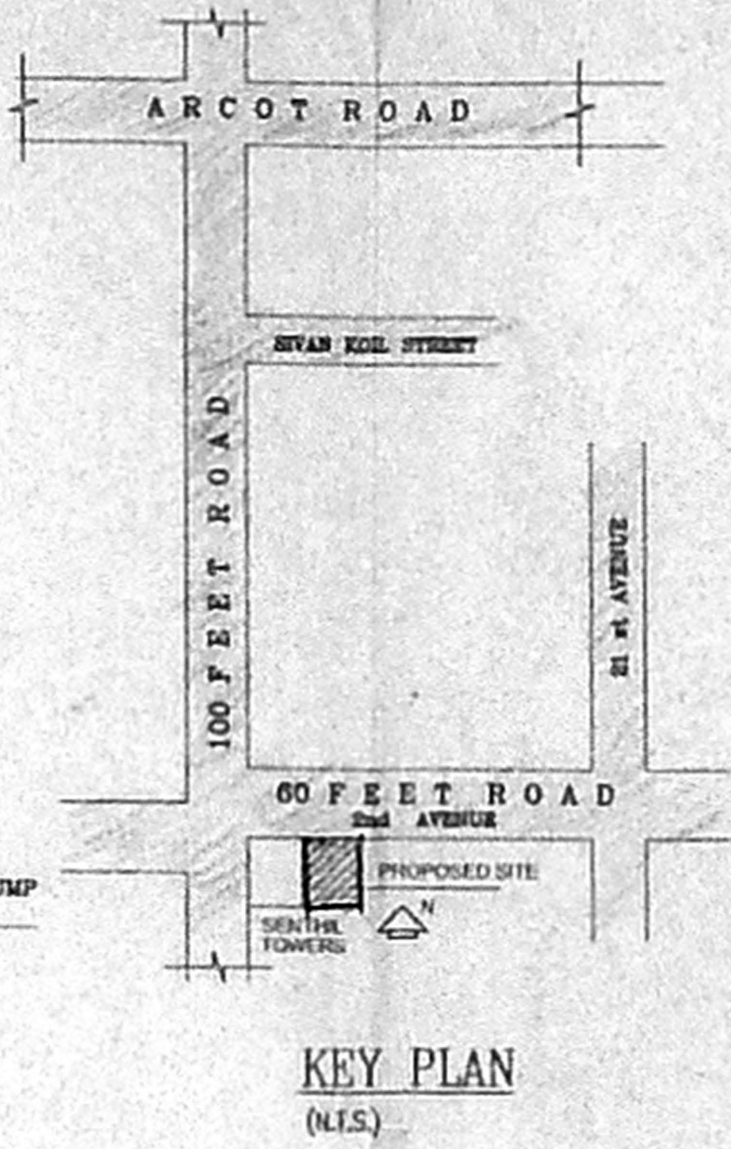 ARCOT ROAD
SIVAN KOIL STREET
100 FEET ROAD
21 st AVENUE
60 FEET ROAD
2nd AVENUE
UMP
PROPOSED SITE
N
SENTHIL
TOWERS
KEY PLAN
(N.T.S.)